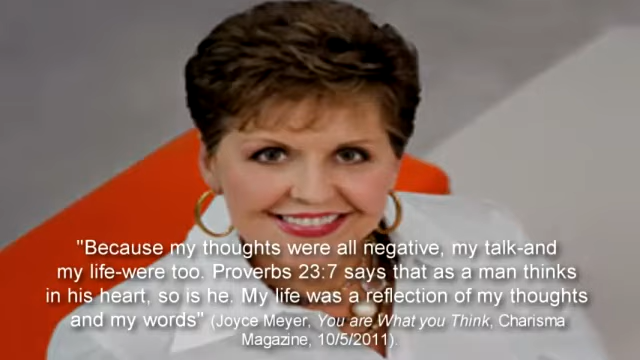 "Because my thoughts were all negative, my talk-and
my life-were too. Proverbs 23:7 says that as a man thinks
in his heart, so is he. My life was a reflection of my thoughts
and my words" (Joyce Meyer, You are What you Think, Charisma
Magazine, 10/5/2011).